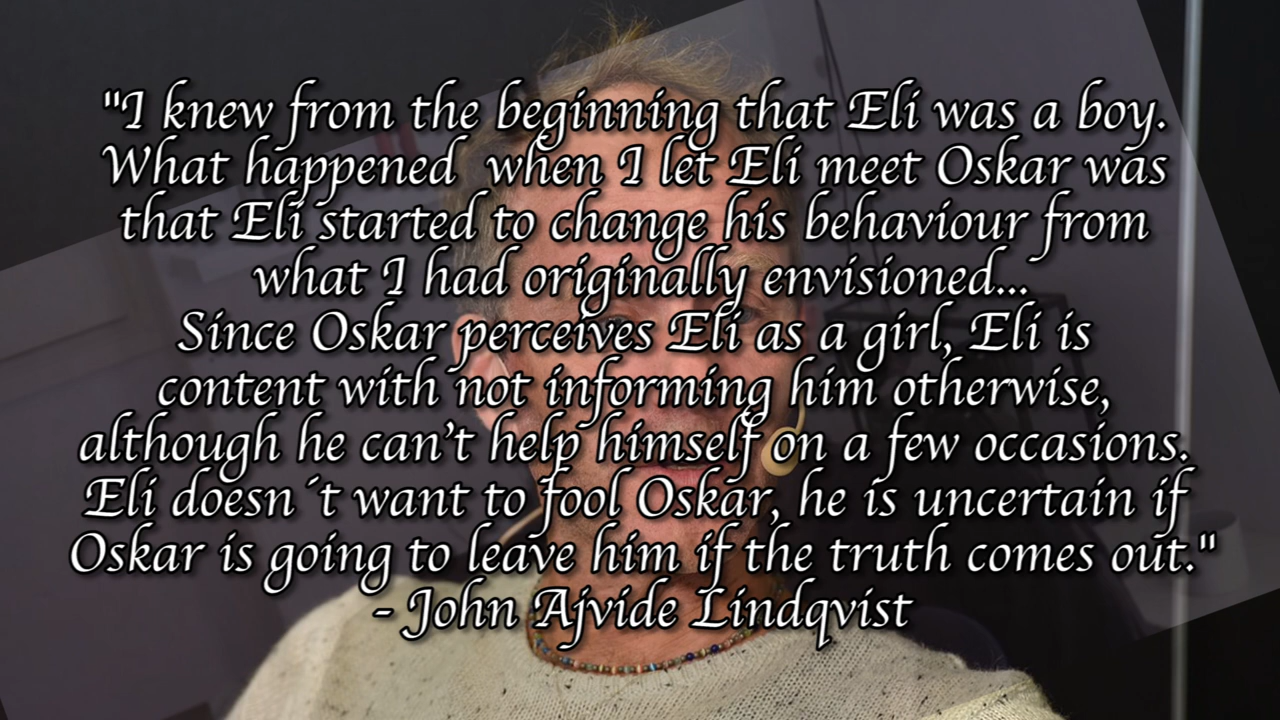 "I knew from the beginning that Eli was a boy.
What happened  when I let Eli meet Oskar was
that Eli started to change his behaviour from
what I had originally envisioned...
Since Oskar perceives Eli as a girl, Eli is
content with not informing him otherwise,
although he can't help himself on a few occasions.
Eli doesn´t want to fool Oskar, he is uncertain if
Oskar is going to leave him if the truth comes out."
- John Ajvide Lindqvist